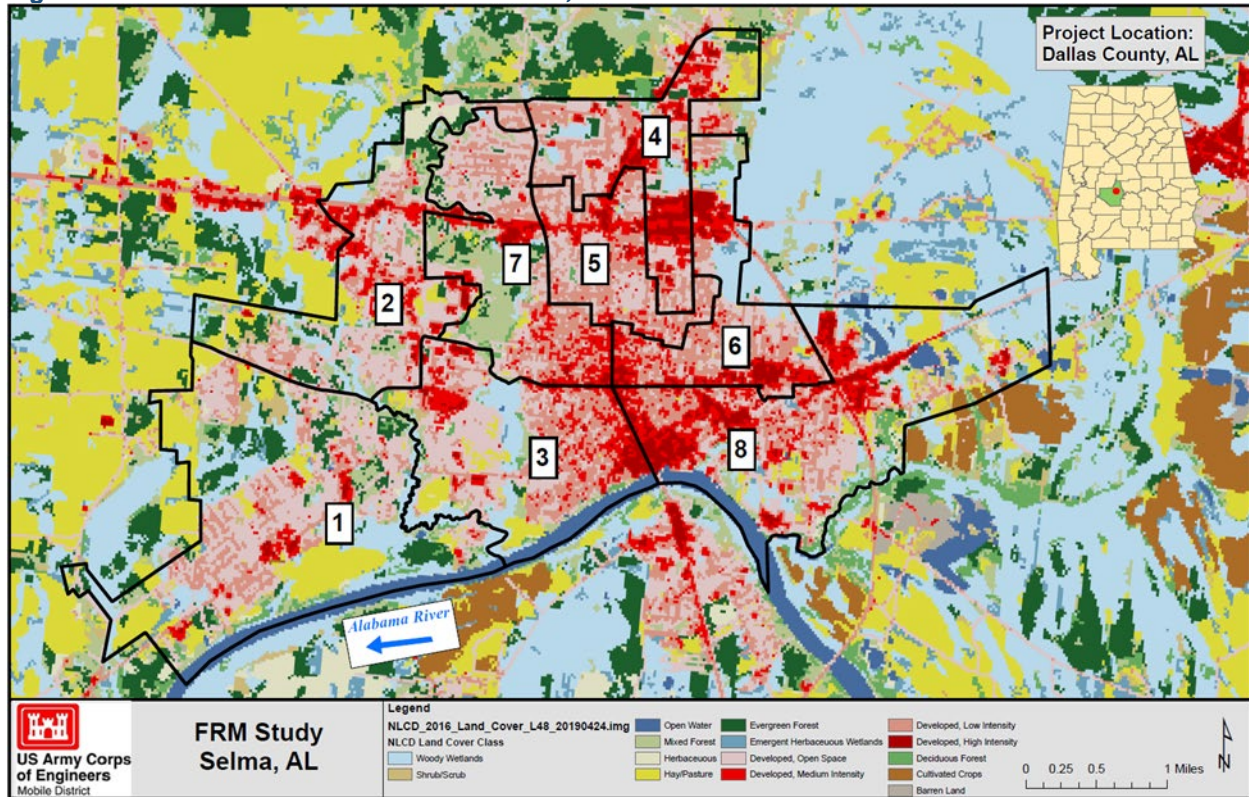 Project Location:
Dallas County, AL
4
7
5
2
6
3
8
1
Alabama River
US Army Corps
of Engineers
Mobile District
FRM Study
Selma, AL
Legend
NLCD_2016_Land_Cover_L48_20190424.img
NLCD Land Cover Class
Woody Wetlands
Shrub/Scrub
Open Water
Mixed Forest
Herbaceuous
Hay/Pasture
Evergreen Forest
Emergent Herbaceuous Wetlands
Developed, Open Space
Developed, Medium Intensity
Developed, Low Intensity
Developed, High Intensity
Deciduous Forest
Cultivated Crops
Barren Land
N
0 0.25 0.5 1 Miles